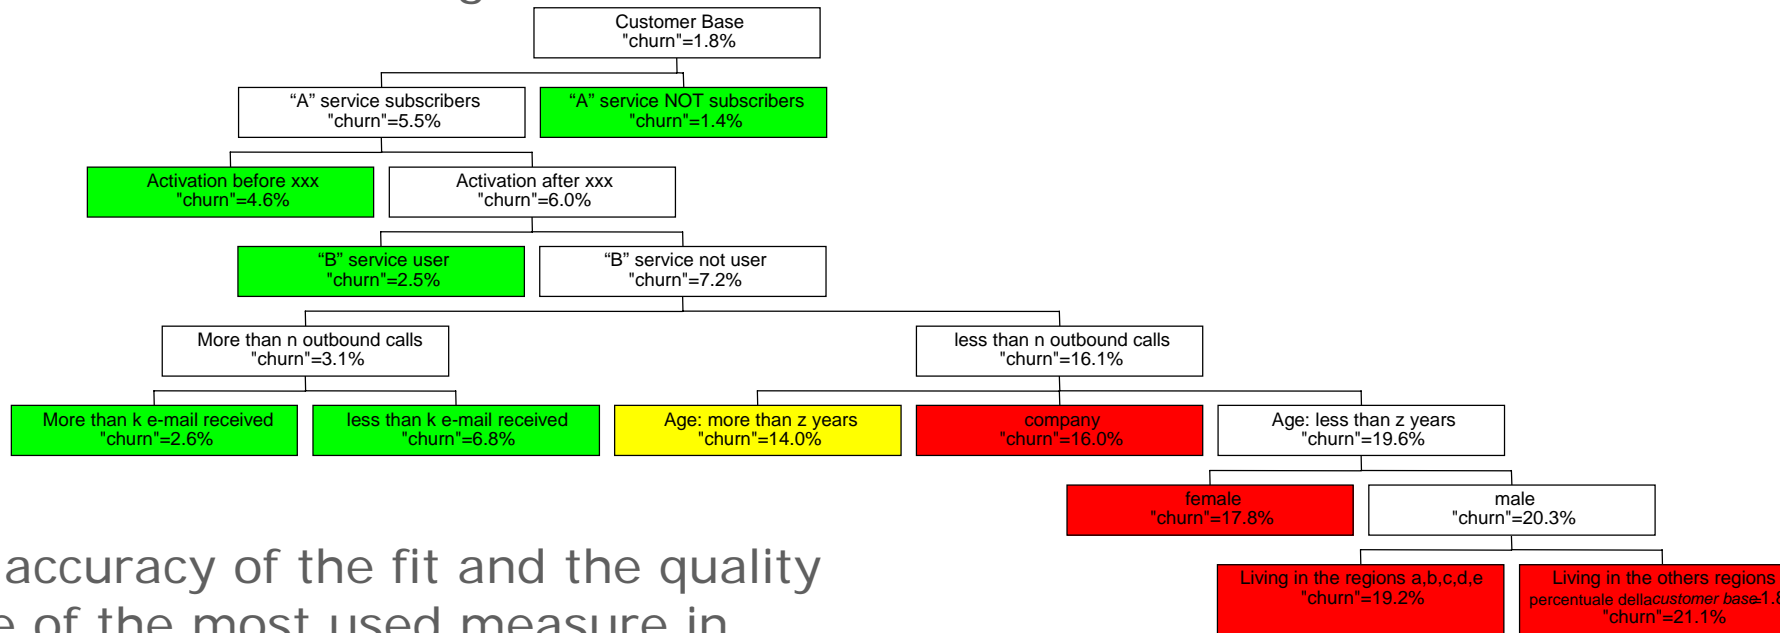 Customer Base
"churn"=1.8%
“A” service subscribers
"churn"=5.5%
“A” service NOT subscribers
"churn"=1.4%
Activation before xxx
"churn"=4.6%
Activation after xxx
"churn"=6.0%
“B” service user
"churn"=2.5%
"B" service not user
"churn"=7.2%
More than n outbound calls
"churn"=3.1%
less than n outbound calls
"churn"=16.1%
More than k e-mail received
"churn"=2.6%
less than k e-mail received
"churn"=6.8%
Age: more than z years
"churn"=14.0%
company
"churn"=16.0%
Age: less than z years
"churn"=19.6%
female
"churn"=17.8%
male
"churn"=20.3%
Living in the regions a,b,c,d,e
"churn"=19.2%
Living in the others regions
percentuale della customer base=1.8
"churn"=21.1%
accuracy of the fit and the quality
of the most used measure in